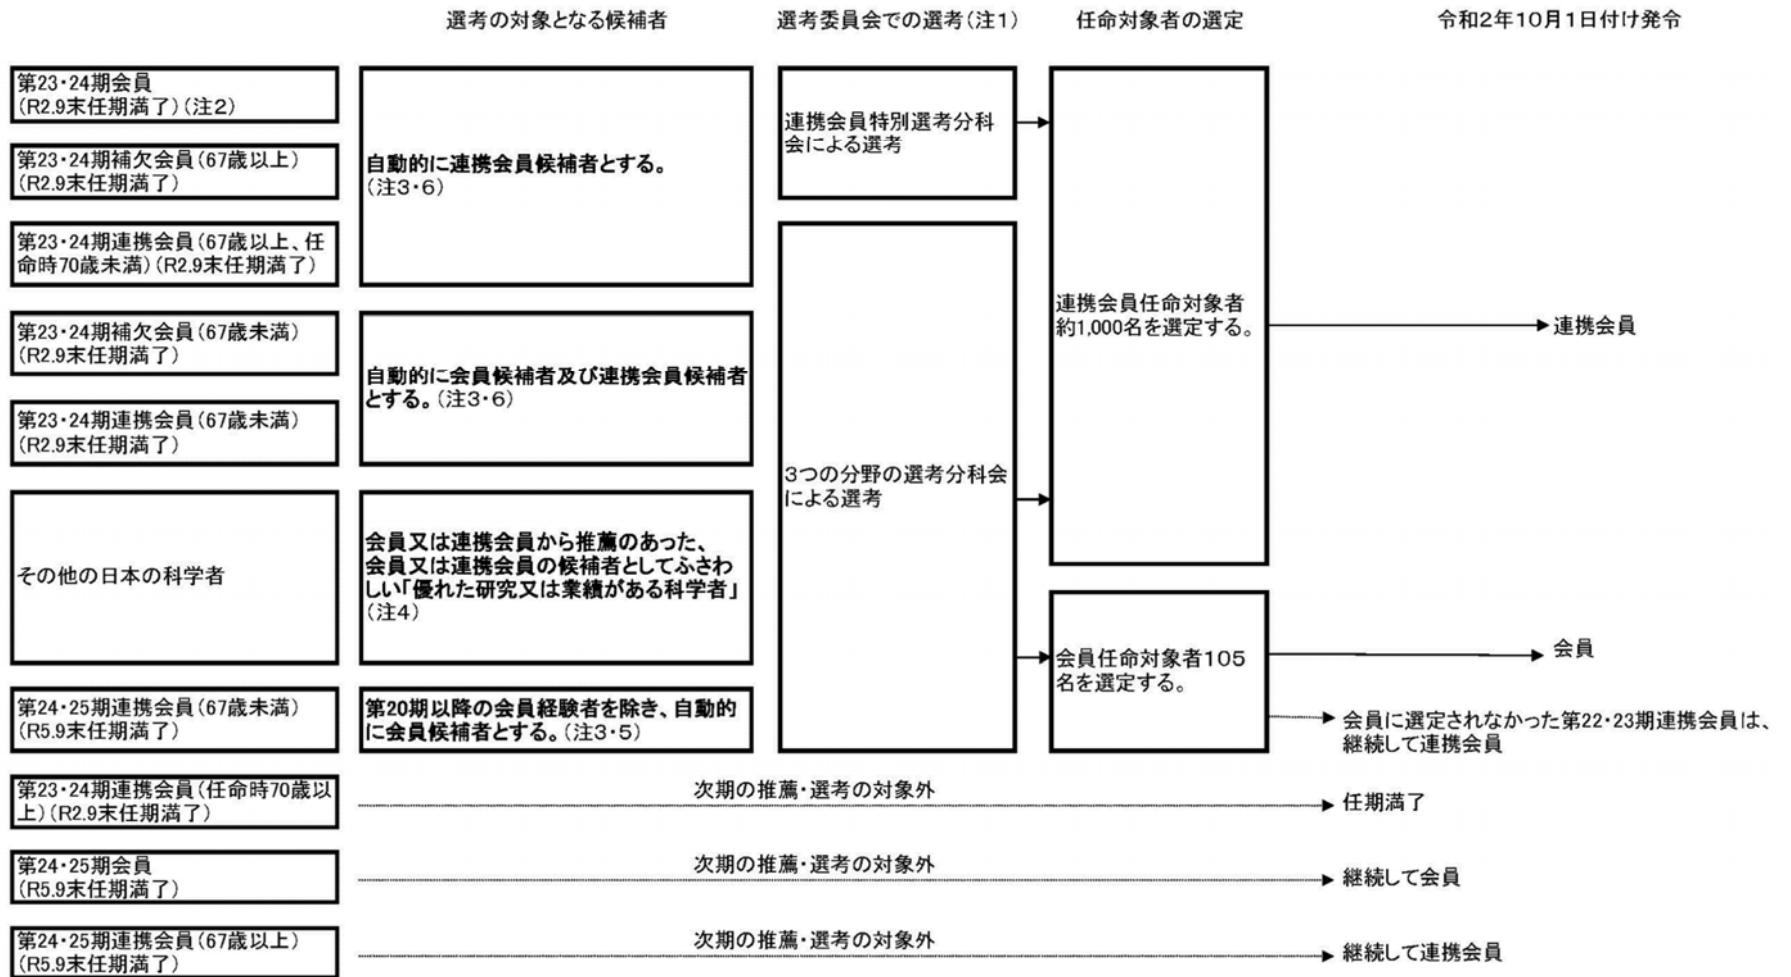 選考の対象となる候補者
選考委員会での選考(注1)
任命対象者の選定
令和2年10月1日付け発令
第23・24期会員
(R2.9末任期満了)(注2)
第23・24期補欠会員(67歳以上)
(R2.9末任期満了)
第23・24期連携会員(67歳以上、任
命時70歳未満)(R2.9末任期満了)
自動的に連携会員候補者とする。
(注3・6)
連携会員特別選考分科
会による選考
第23・24期補欠会員(67歳未満)
(R2.9末任期満了)
第23・24期連携会員(67歳未満)
(R2.9末任期満了)
自動的に会員候補者及び連携会員候補者
とする。(注3・6)
その他の日本の科学者
会員又は連携会員から推薦のあった、
会員又は連携会員の候補者としてふさわ
しい「優れた研究又は業績がある科学者」
(注4)
第24・25期連携会員(67歳未満)
(R5.9末任期満了)
第20期以降の会員経験者を除き、自動的
に会員候補者とする。(注3・5)
3つの分野の選考分科会
による選考
連携会員任命対象者
約1,000名を選定する。
連携会員
会員任命対象者105
名を選定する。
会員
会員に選定されなかった第22・23期連携会員は、
継続して連携会員
第23・24期連携会員(任命時70歳以
上)(R2.9末任期満了)
次期の推薦・選考の対象外
任期満了
第24・25期会員
(R5.9末任期満了)
次期の推薦・選考の対象外
継続して会員
第24・25期連携会員(67歳以上)
(R5.9末任期満了)
次期の推薦・選考の対象外
継続して連携会員